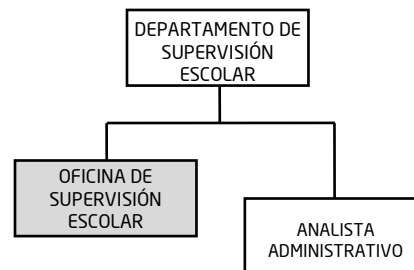 DEPARTAMENTO DE
SUPERVISIÓN
ESCOLAR
OFICINA DE
SUPERVISIÓN
ESCOLAR
ANALISTA
ADMINISTRATIVO